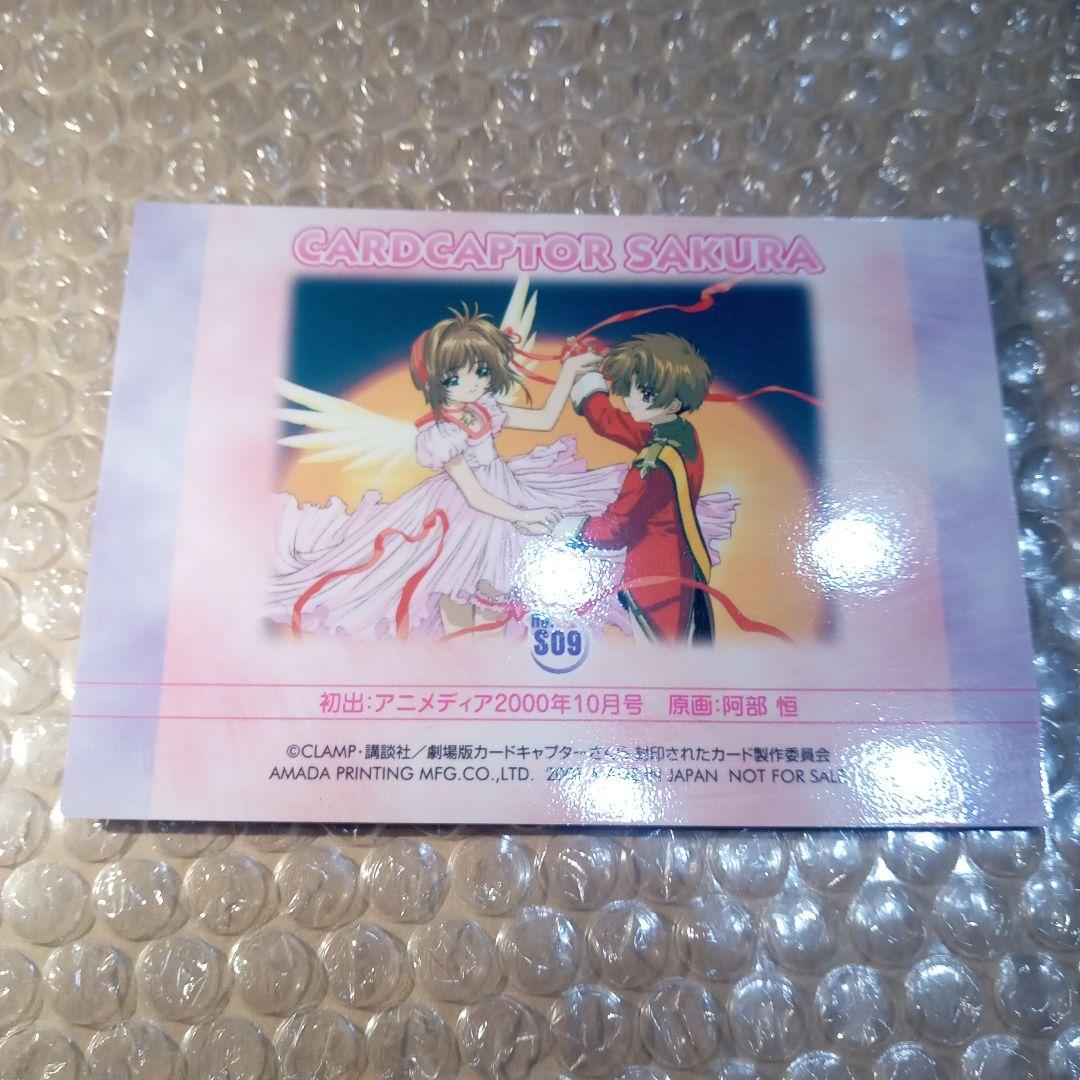 CARDCAPTOR SAKURA
no.
S09
初出:アニメディア2000年10月号 原画:阿部 恒
©CLAMP・講談社/劇場版カードキャプターさくら 封印されたカード製作委員会
AMADA PRINTING MFG.CO.,LTD. IN JAPAN NOT FOR SALE